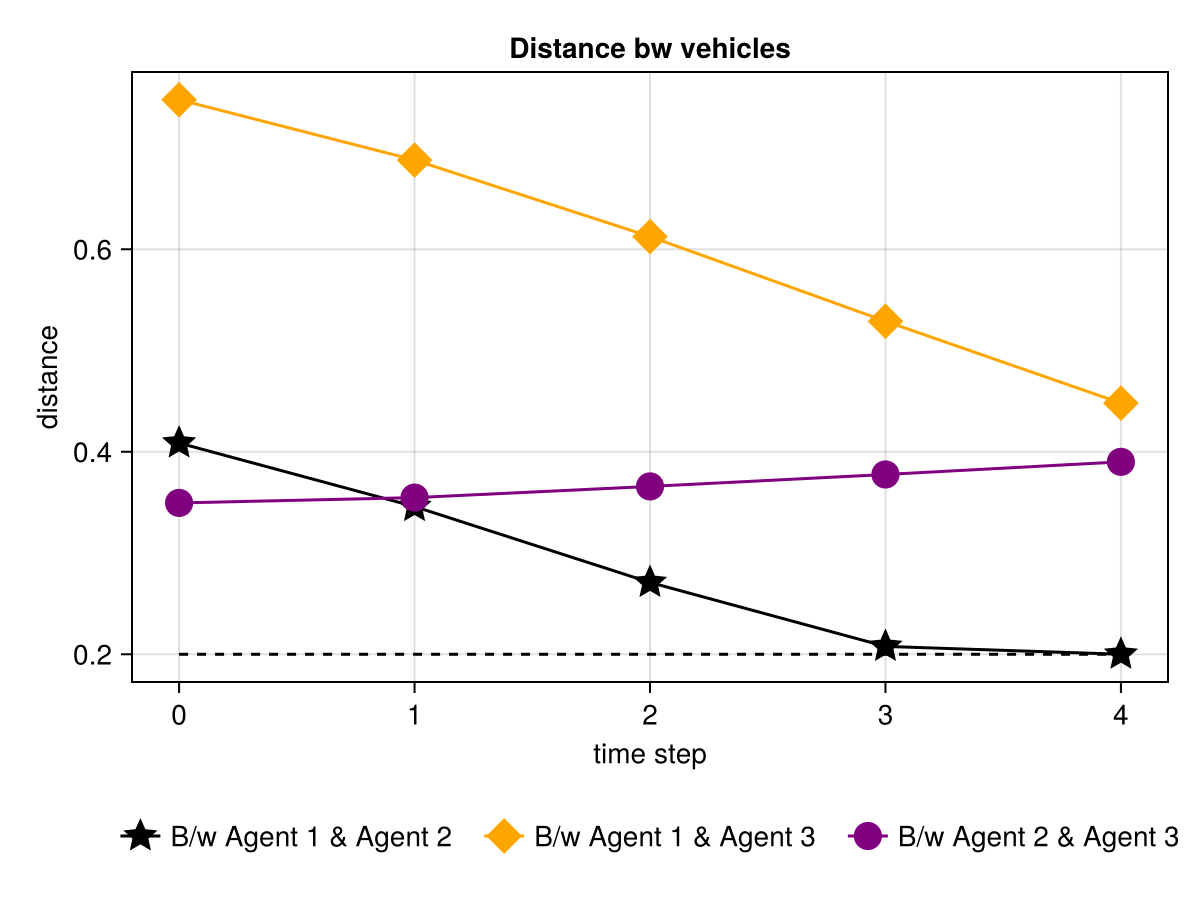 Distance bw vehicles
distance
0.6
0.4
0.2
0 1 2 3 4
time step
B/w Agent 1 & Agent 2 B/w Agent 1 & Agent 3 B/w Agent 2 & Agent 3